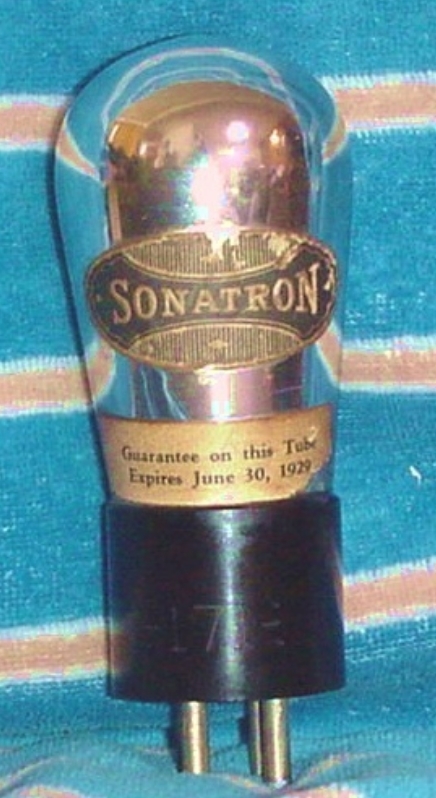 SONATRON
Guarantee on this Tube
Expires June 30, 1929